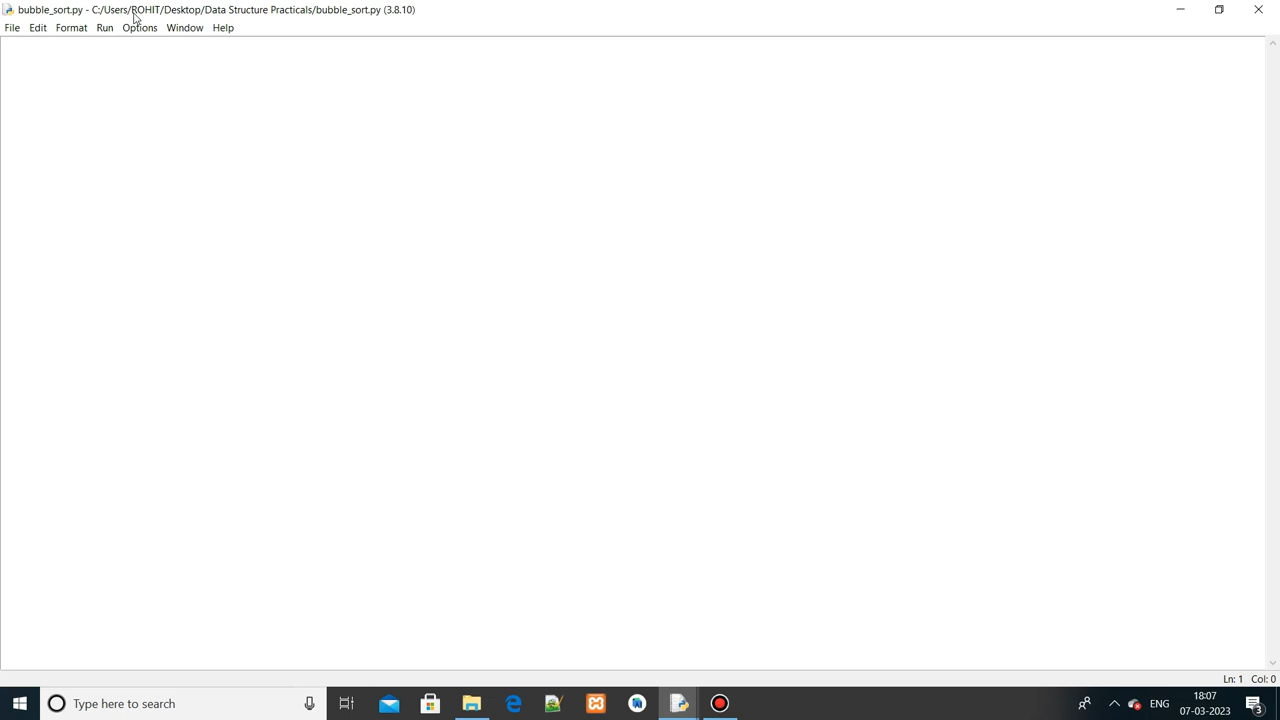 bubble_sort.py - C:/Users/ROHIT/Desktop/Data Structure Practicals/bubble_sort.py (3.8.10)
File Edit Format Run Options Window Help
Ln: 1 Col: 0
Type here to search
ENG
18:07
07-03-2023
3